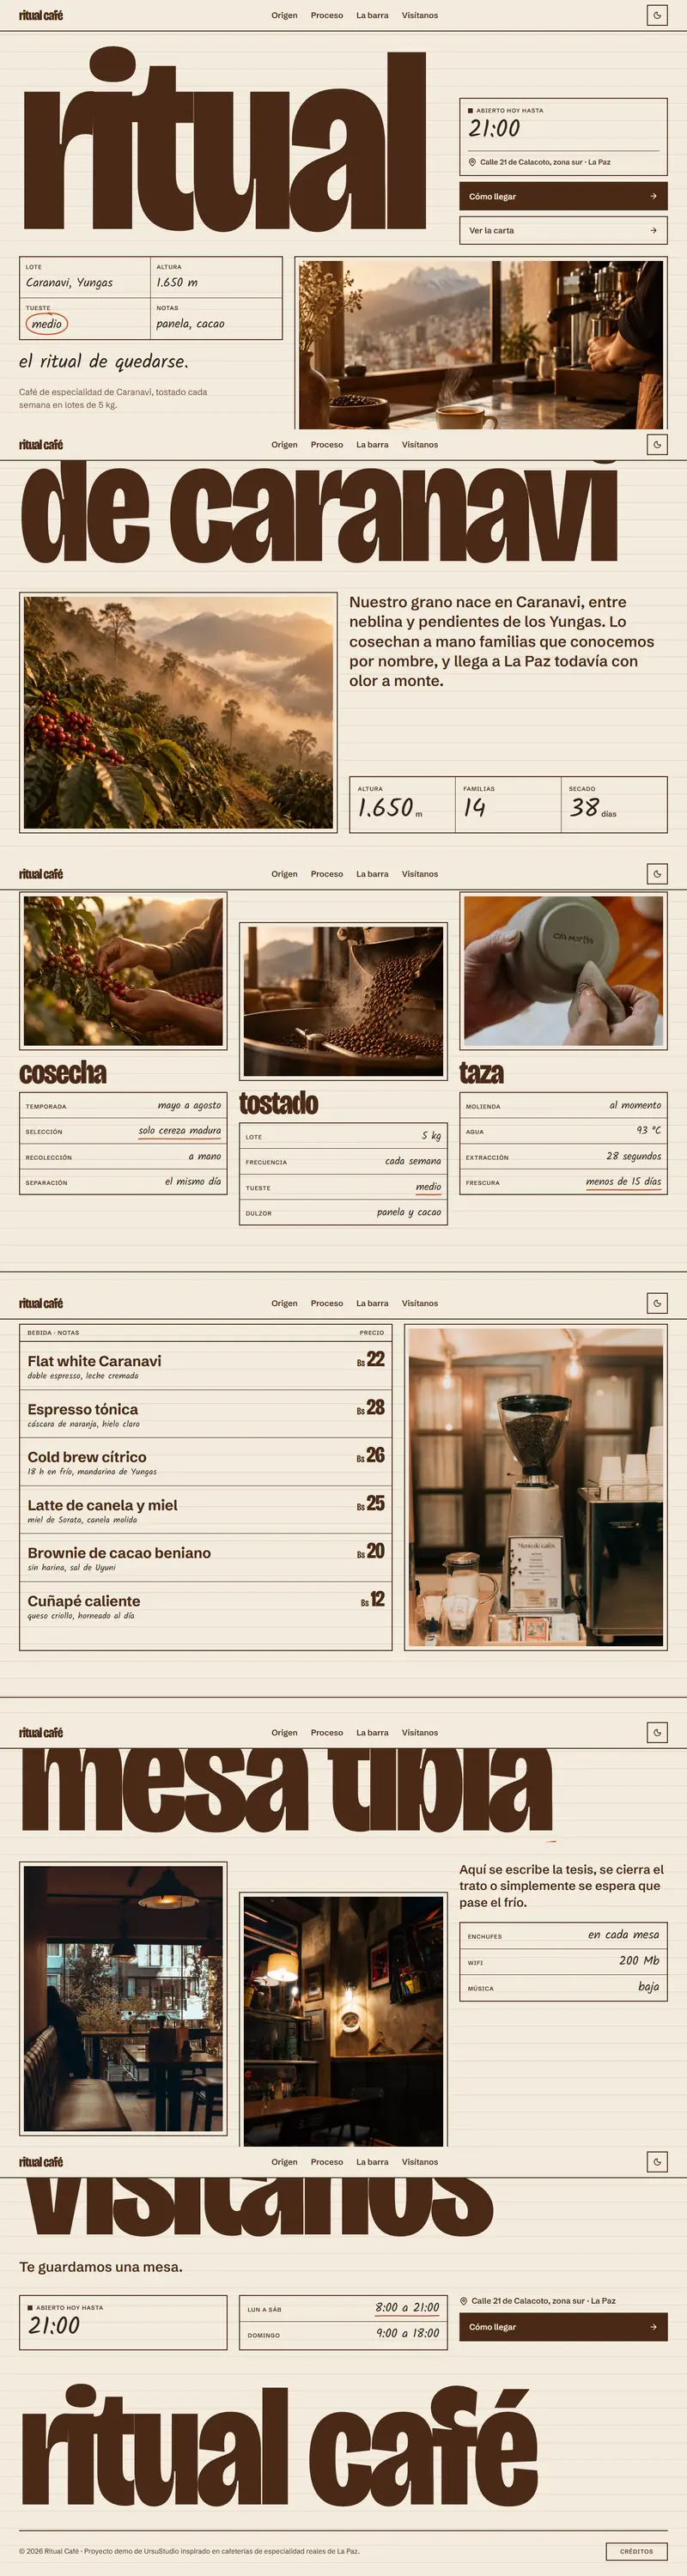 ritual café
Origen Proceso La barra Visítanos
ritual
ABIERTO HOY HASTA
21:00
Calle 21 de Calacoto, zona sur · La Paz
Cómo llegar
Ver la carta
LOTE
Caranavi, Yungas
ALTURA
1.650 m
TUESTE
medio
NOTAS
panela, cacao
el ritual de quedarse.
Café de especialidad de Caranavi, tostado cada
semana en lotes de 5 kg.
ritual café
Origen Proceso La barra Visítanos
de caranavi
Nuestro grano nace en Caranavi, entre
neblina y pendientes de los Yungas. Lo
cosechan a mano familias que conocemos
por nombre, y llega a La Paz todavía con
olor a monte.
ALTURA
1.650 m
FAMILIAS
14
SECADO
38 días
ritual café
Origen Proceso La barra Visítanos
cosecha
TEMPORADA mayo a agosto
SELECCIÓN solo cereza madura
RECOLECCIÓN a mano
SEPARACIÓN el mismo día
tostado
LOTE 5 kg
FRECUENCIA cada semana
TUESTE medio
DULZOR panela y cacao
taza
MOLIENDA al momento
AGUA 93 °C
EXTRACCIÓN 28 segundos
FRESCURA menos de 15 días
ritual café
Origen Proceso La barra Visítanos
BEBIDA · NOTAS PRECIO
Flat white Caranavi Bs 22
doble espresso, leche cremada
Espresso tónica Bs 28
cáscara de naranja, hielo claro
Cold brew cítrico Bs 26
18 h en frío, mandarina de Yungas
Latte de canela y miel Bs 25
miel de Sorata, canela molida
Brownie de cacao beniano Bs 20
sin harina, sal de Uyuni
Cuñapé caliente Bs 12
queso criollo, horneado al día
Menu de cafés
ritual café
Origen Proceso La barra Visítanos
mesa tibia
Aquí se escribe la tesis, se cierra el
trato o simplemente se espera que
pase el frío.
ENCHUFES en cada mesa
WIFI 200 Mb
MÚSICA baja
ritual café
Origen Proceso La barra Visítanos
visítanos
Te guardamos una mesa.
ABIERTO HOY HASTA
21:00
LUN A SÁB 8:00 a 21:00
DOMINGO 9:00 a 18:00
Calle 21 de Calacoto, zona sur · La Paz
Cómo llegar
ritual café
© 2026 Ritual Café · Proyecto demo de UrsuStudio inspirado en cafeterías de especialidad reales de La Paz.
CRÉDITOS